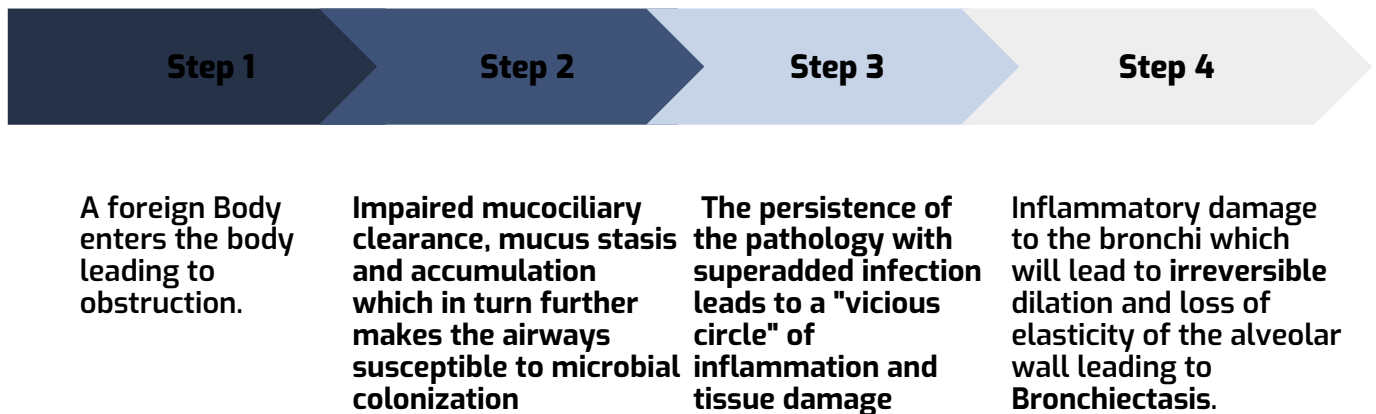 Step 1
Step 2
Step 3
Step 4
A foreign Body
enters the body
leading to
obstruction.
Impaired mucociliary
clearance, mucus stasis
and accumulation
which in turn further
makes the airways
susceptible to microbial
colonization
The persistence of
the pathology with
superadded infection
leads to a "vicious
circle" of
inflammation and
tissue damage
Inflammatory damage
to the bronchi which
will lead to irreversible
dilation and loss of
elasticity of the alveolar
wall leading to
Bronchiectasis.